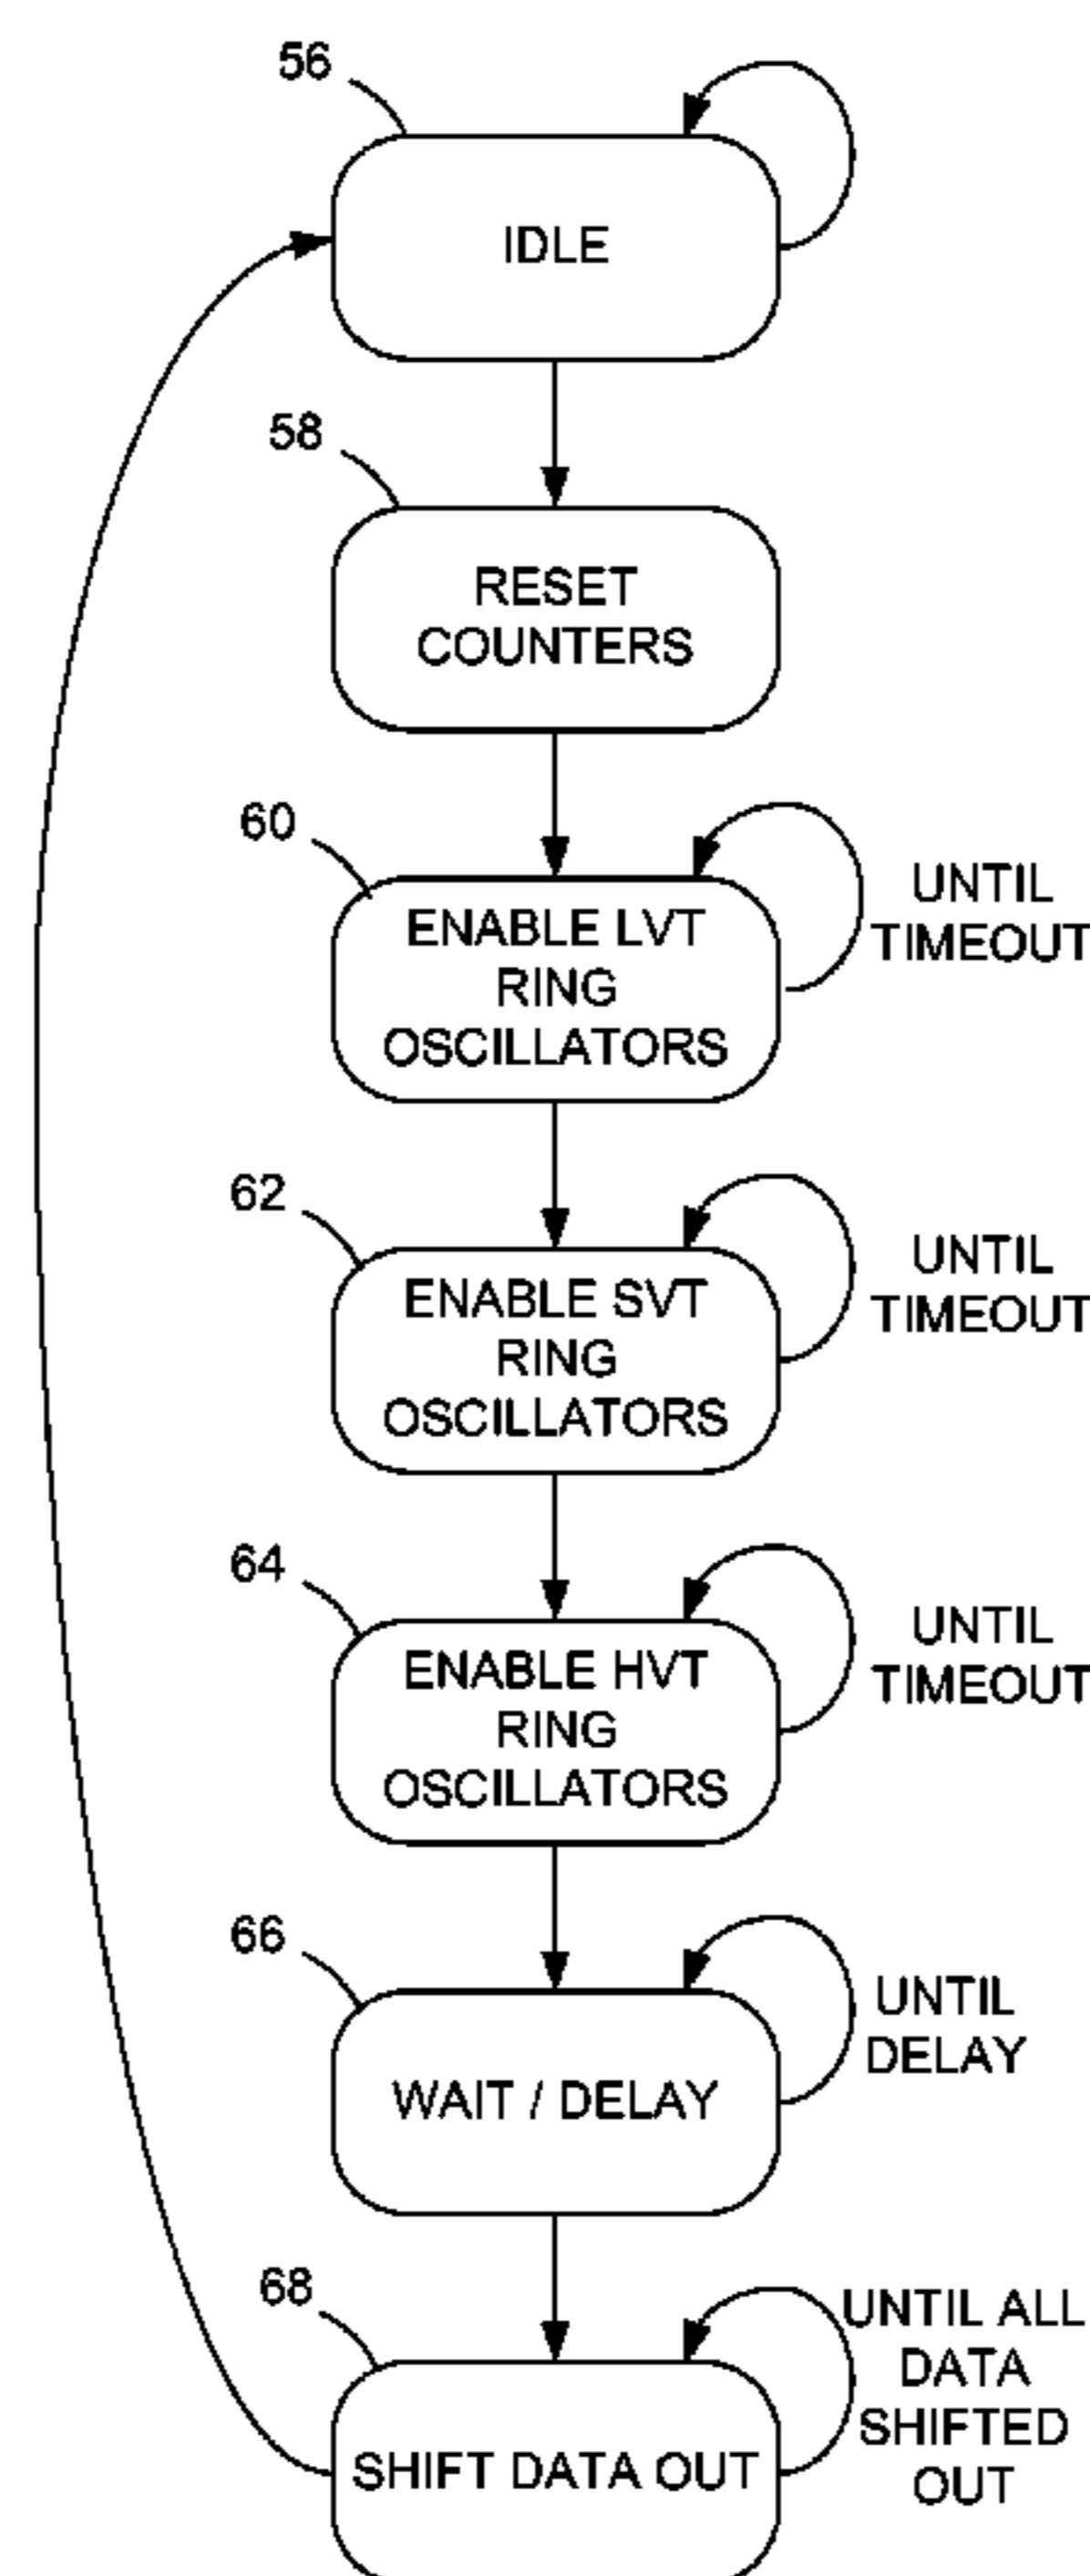 56
IDLE
58
RESET
COUNTERS
60
ENABLE LVT
RING
OSCILLATORS
UNTIL
TIMEOUT
62
ENABLE SVT
RING
OSCILLATORS
UNTIL
TIMEOUT
64
ENABLE HVT
RING
OSCILLATORS
UNTIL
TIMEOUT
66
WAIT / DELAY
UNTIL
DELAY
68
SHIFT DATA OUT
UNTIL ALL
DATA
SHIFTED
OUT